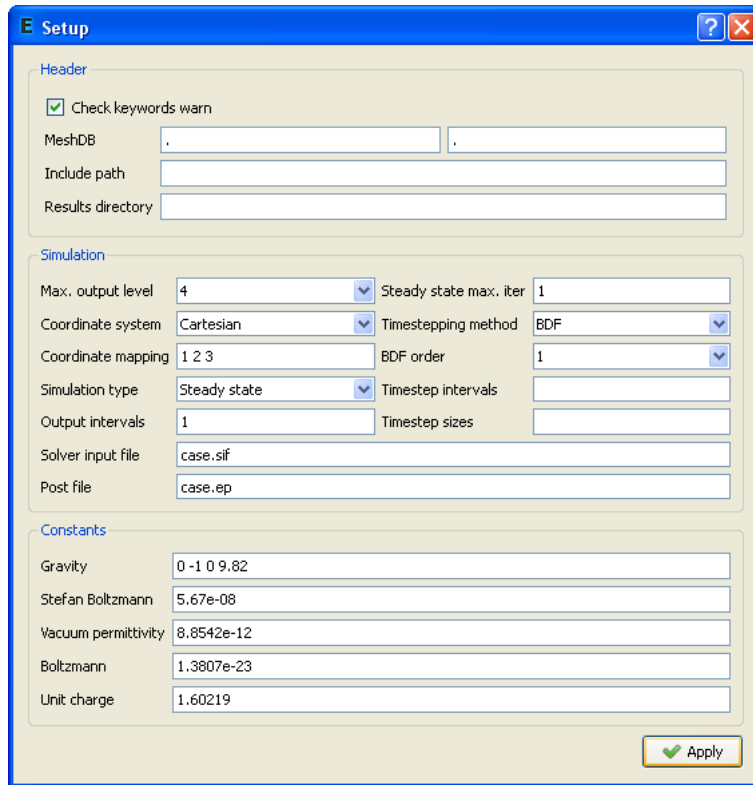 E Setup ?
Header
Check keywords warn
MeshDB . .
Include path
Results directory
Simulation
Max. output level 4 Steady state max. iter 1
Coordinate system Cartesian Timestepping method BDF
Coordinate mapping 1 2 3 BDF order 1
Simulation type Steady state Timestep intervals
Output intervals 1 Timestep sizes
Solver input file case.sif
Post file case.ep
Constants
Gravity 0 -1 0 9.82
Stefan Boltzmann 5.67e-08
Vacuum permittivity 8.8542e-12
Boltzmann 1.3807e-23
Unit charge 1.60219
Apply